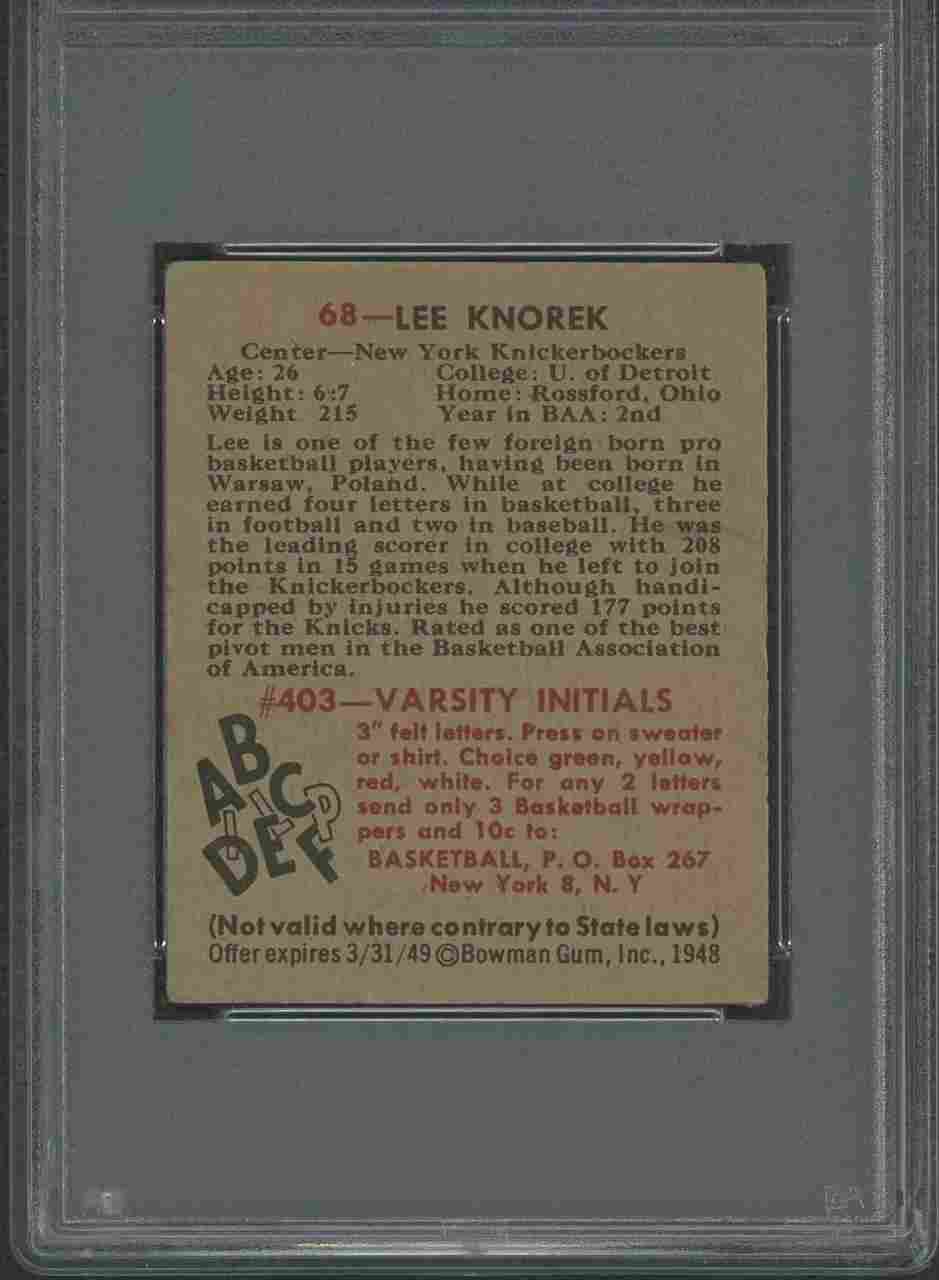 68—LEE KNOREK
Center—New York Knickerbockers
Age: 26 College: U. of Detroit
Height: 6:7 Home: Rossford, Ohio
Weight 215 Year in BAA: 2nd
Lee is one of the few foreign born pro
basketball players, having been born in
Warsaw, Poland. While at college he
earned four letters in basketball, three
in football and two in baseball. He was
the leading scorer in college with 208
points in 15 games when he left to join
the Knickerbockers. Although handi-
capped by injuries he scored 177 points
for the Knicks. Rated as one of the best
pivot men in the Basketball Association
of America.
#403—VARSITY INITIALS
3" felt letters. Press on sweater
or shirt. Choice green, yellow,
red, white. For any 2 letters
send only 3 Basketball wrap-
pers and 10c to:
BASKETBALL, P. O. Box 267
New York 8, N. Y
A B C
D E F
(Not valid where contrary to State laws)
Offer expires 3/31/49 ©Bowman Gum, Inc., 1948